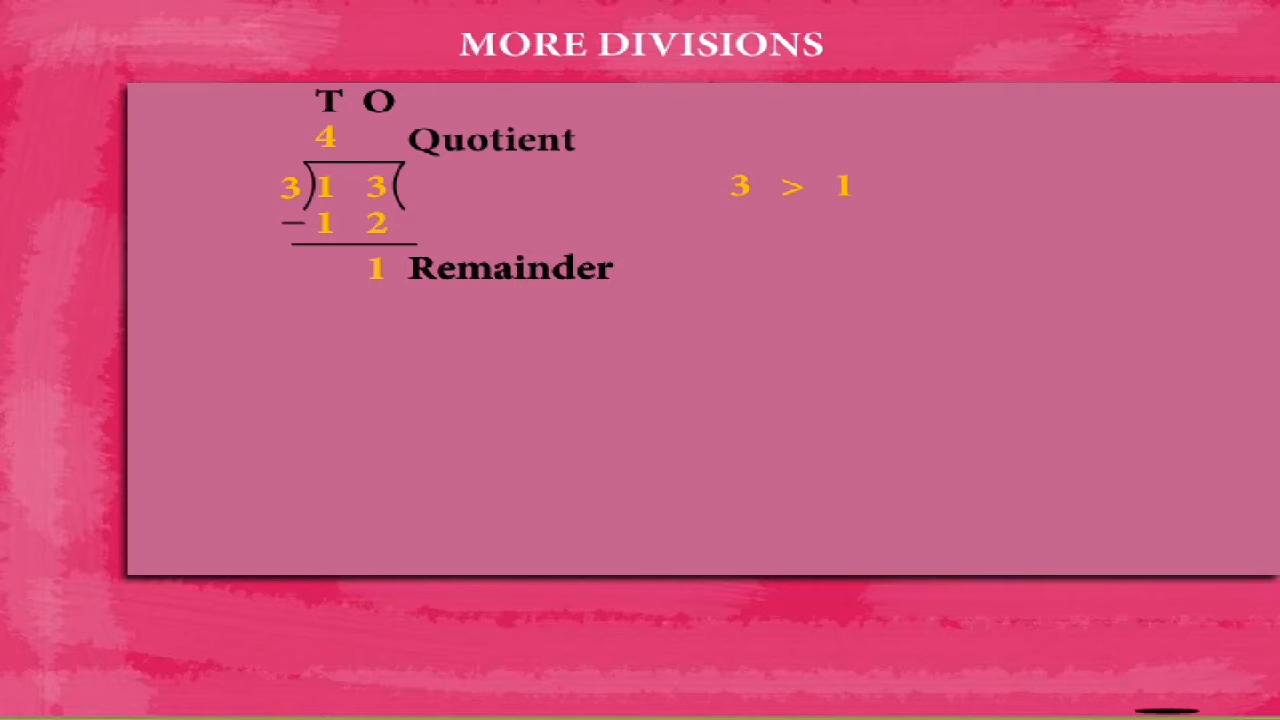 MORE DIVISIONS
T O
4 Quotient
3)1 3( 3 > 1
−1 2
1 Remainder